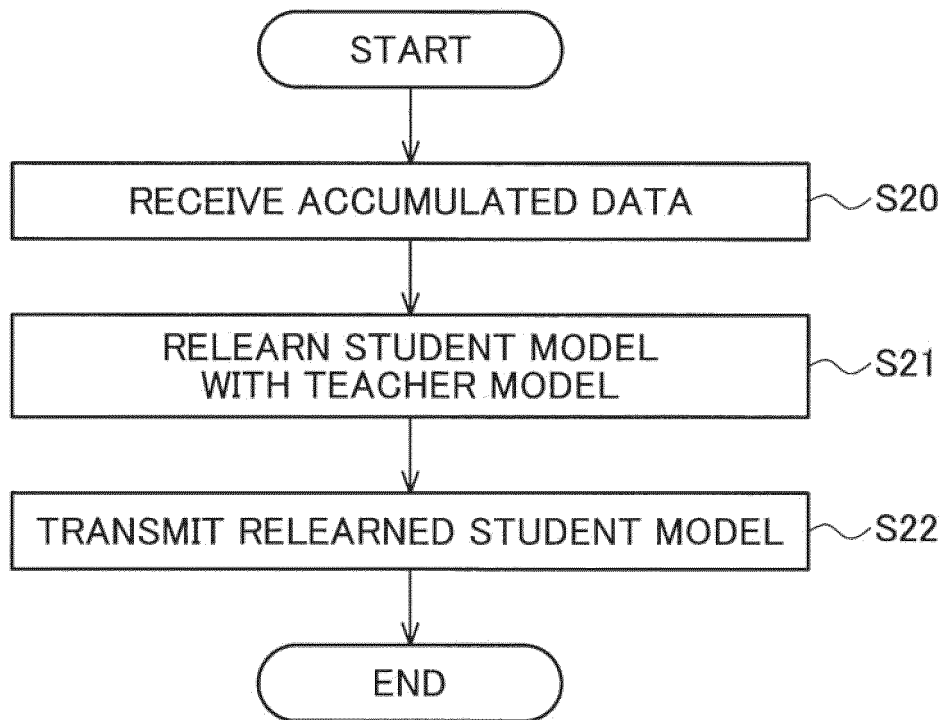 START
RECEIVE ACCUMULATED DATA
S20
RELEARN STUDENT MODEL
WITH TEACHER MODEL
S21
TRANSMIT RELEARNED STUDENT MODEL
S22
END